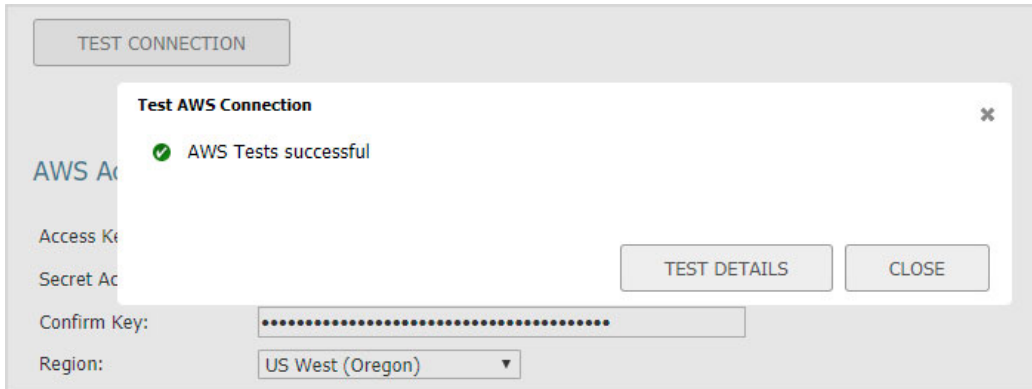 TEST CONNECTION
Test AWS Connection
AWS Tests successful
AWS Ac
Access Ke
Secret Ac
TEST DETAILS
CLOSE
Confirm Key:
Region:
US West (Oregon)